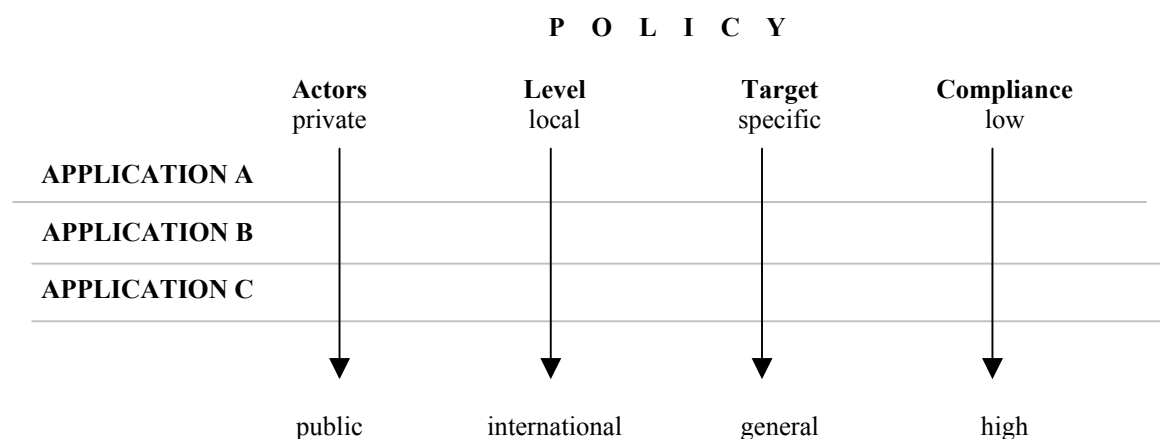 P O L I C Y
Actors Level Target Compliance
private local specific low
APPLICATION A
APPLICATION B
APPLICATION C
public international general high